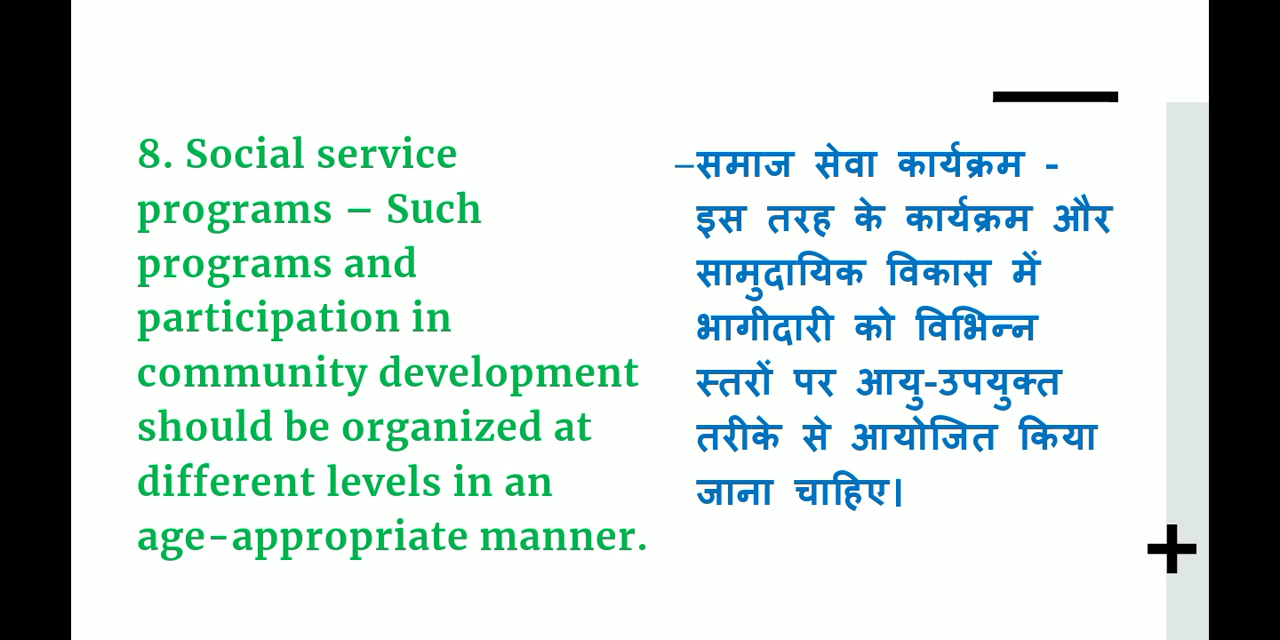 8. Social service
programs – Such
programs and
participation in
community development
should be organized at
different levels in an
age-appropriate manner.
–समाज सेवा कार्यक्रम -
इस तरह के कार्यक्रम और
सामुदायिक विकास में
भागीदारी को विभिन्न
स्तरों पर आयु-उपयुक्त
तरीके से आयोजित किया
जाना चाहिए।